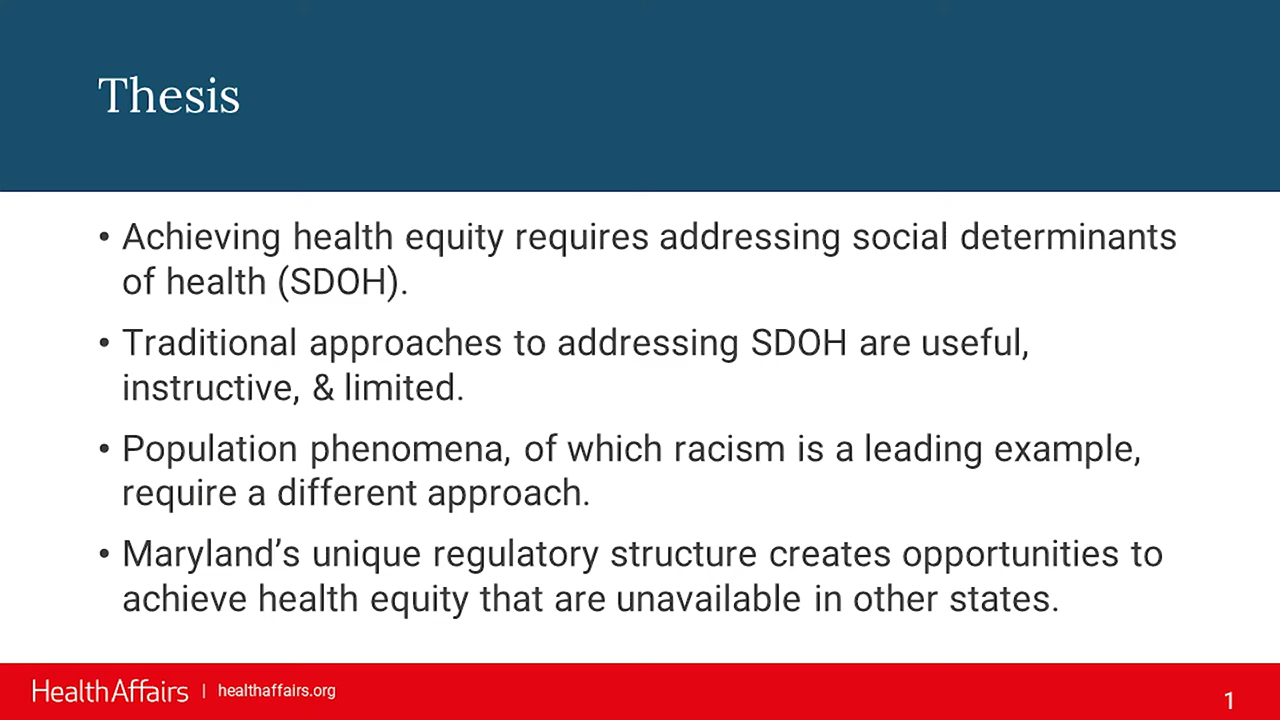 Thesis
• Achieving health equity requires addressing social determinants
of health (SDOH).
• Traditional approaches to addressing SDOH are useful,
instructive, & limited.
• Population phenomena, of which racism is a leading example,
require a different approach.
• Maryland’s unique regulatory structure creates opportunities to
achieve health equity that are unavailable in other states.
HealthAffairs | healthaffairs.org
1